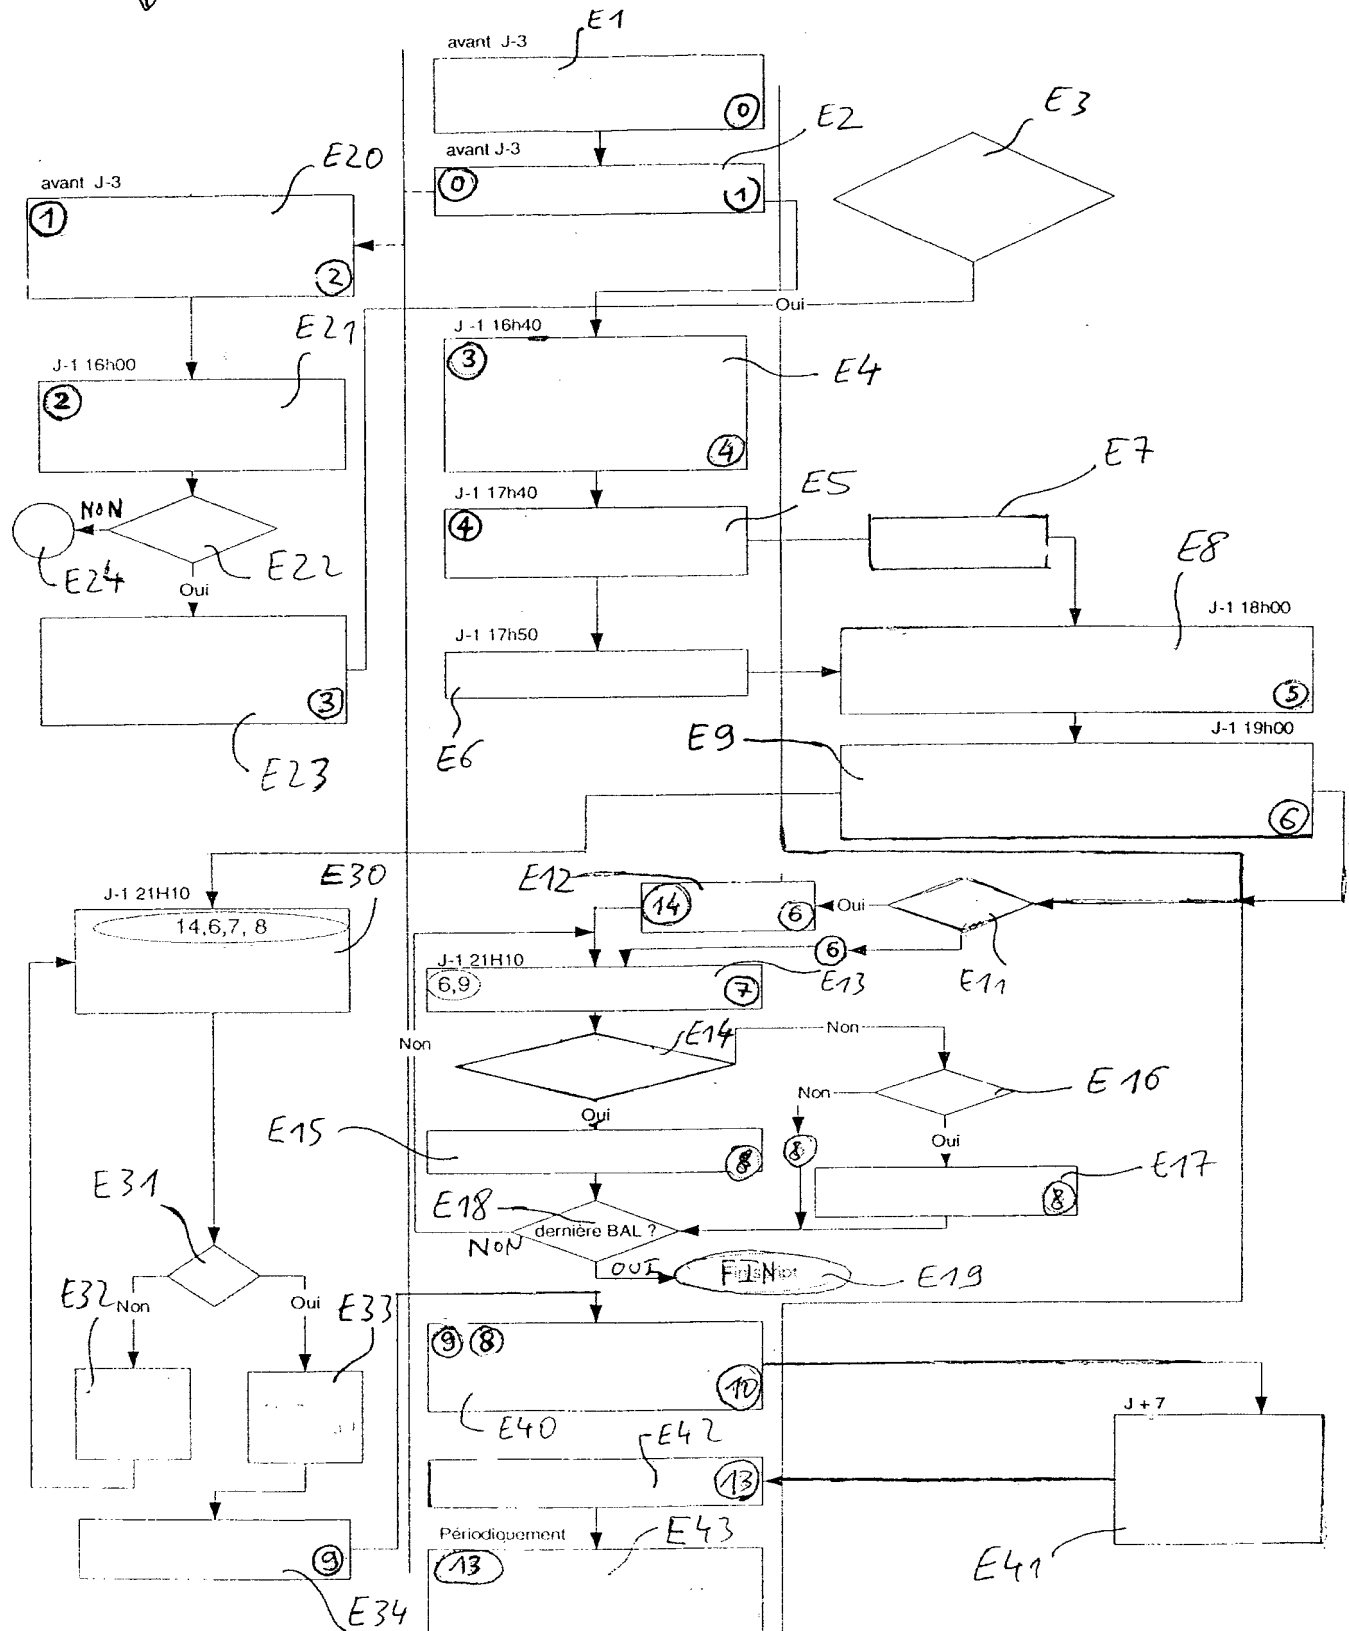 E1
avant J-3
0
E2
E3
avant J-3
0
1
E20
avant J-3
1
2
Oui
E21
J -1 16h40
3
E4
4
J-1 16h00
2
E7
J-1 17h40
E5
4
NON
E24
E22
Oui
E8
J-1 18h00
J-1 17h50
5
3
E6
E9
J-1 19h00
E23
6
E30
J-1 21H10
14,6,7, 8
E12
14
6
Oui
E11
6
J-1 21H10
6,9
7
E13
Non
E14
Non
Non
E16
Oui
8
Oui
E15
8
E17
8
E31
E18
dernière BAL ?
NON
OUI
FIN
E19
E32
Non
Oui
E33
9
8
10
E40
J + 7
E42
13
E41
Périodiquement
E43
13
9
E34